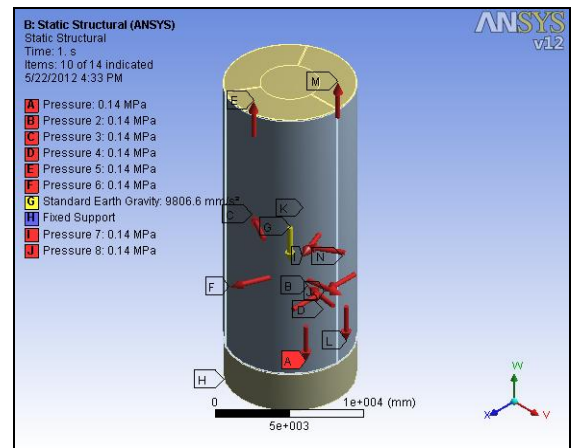 B: Static Structural (ANSYS)
Static Structural
Time: 1. s
Items: 10 of 14 indicated
5/22/2012 4:33 PM
ANSYS
v12
A Pressure: 0.14 MPa
B Pressure 2: 0.14 MPa
C Pressure 3: 0.14 MPa
D Pressure 4: 0.14 MPa
E Pressure 5: 0.14 MPa
F Pressure 6: 0.14 MPa
G Standard Earth Gravity: 9806.6 mm/s²
H Fixed Support
I Pressure 7: 0.14 MPa
J Pressure 8: 0.14 MPa
M
E
K
C
G
I
N
F
B
J
D
L
A
H
0
1e+004 (mm)
5e+003
W
X
V